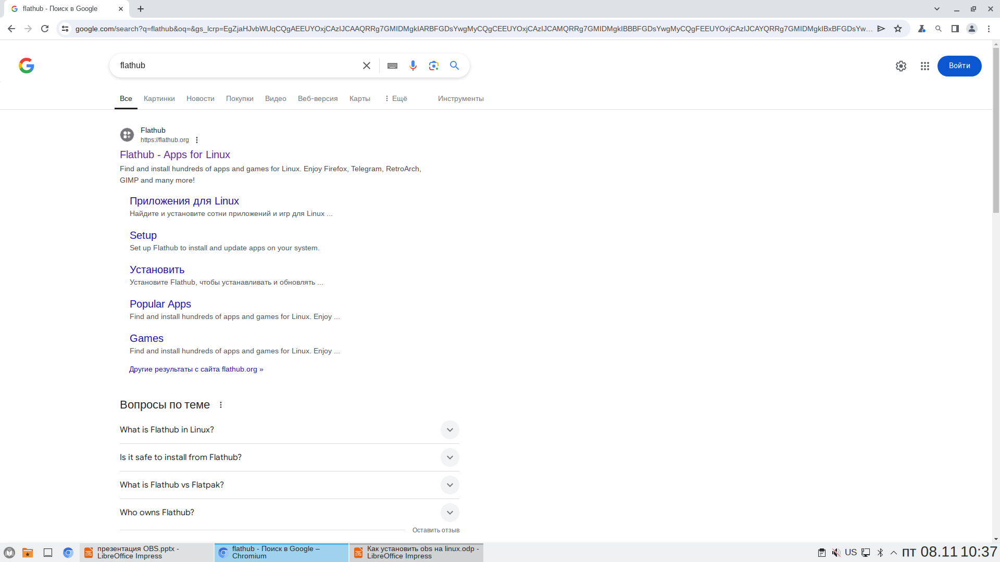 flathub - Поиск в Google
google.com/search?q=flathub&oq=&gs_lcrp=EgZjaHJvbWUqCQgAEEUYOxjCAzIJCAAQRRg7GMIDMgkIARBFGDsYwgMyCQgCEEUYOxjCAzIJCAMQRRg7GMIDMgkIBBBFGDsYwgMyCQgFEEUYOxjCAzIJCAYQRRg7GMIDMgkIBxBFGDsYw...
flathub
Войти
Все Картинки Новости Покупки Видео Веб-версия Карты Ещё Инструменты
Flathub
https://flathub.org
Flathub - Apps for Linux
Find and install hundreds of apps and games for Linux. Enjoy Firefox, Telegram, RetroArch,
GIMP and many more!
Приложения для Linux
Найдите и установите сотни приложений и игр для Linux ...
Setup
Set up Flathub to install and update apps on your system.
Установить
Установите Flathub, чтобы устанавливать и обновлять ...
Popular Apps
Find and install hundreds of apps and games for Linux. Enjoy ...
Games
Find and install hundreds of apps and games for Linux. Enjoy ...
Другие результаты с сайта flathub.org »
Вопросы по теме
What is Flathub in Linux?
Is it safe to install from Flathub?
What is Flathub vs Flatpak?
Who owns Flathub?
Оставить отзыв
презентация OBS.pptx -
LibreOffice Impress
flathub - Поиск в Google –
Chromium
Как установить obs на linux.odp -
LibreOffice Impress
US
пт 08.11 10:37